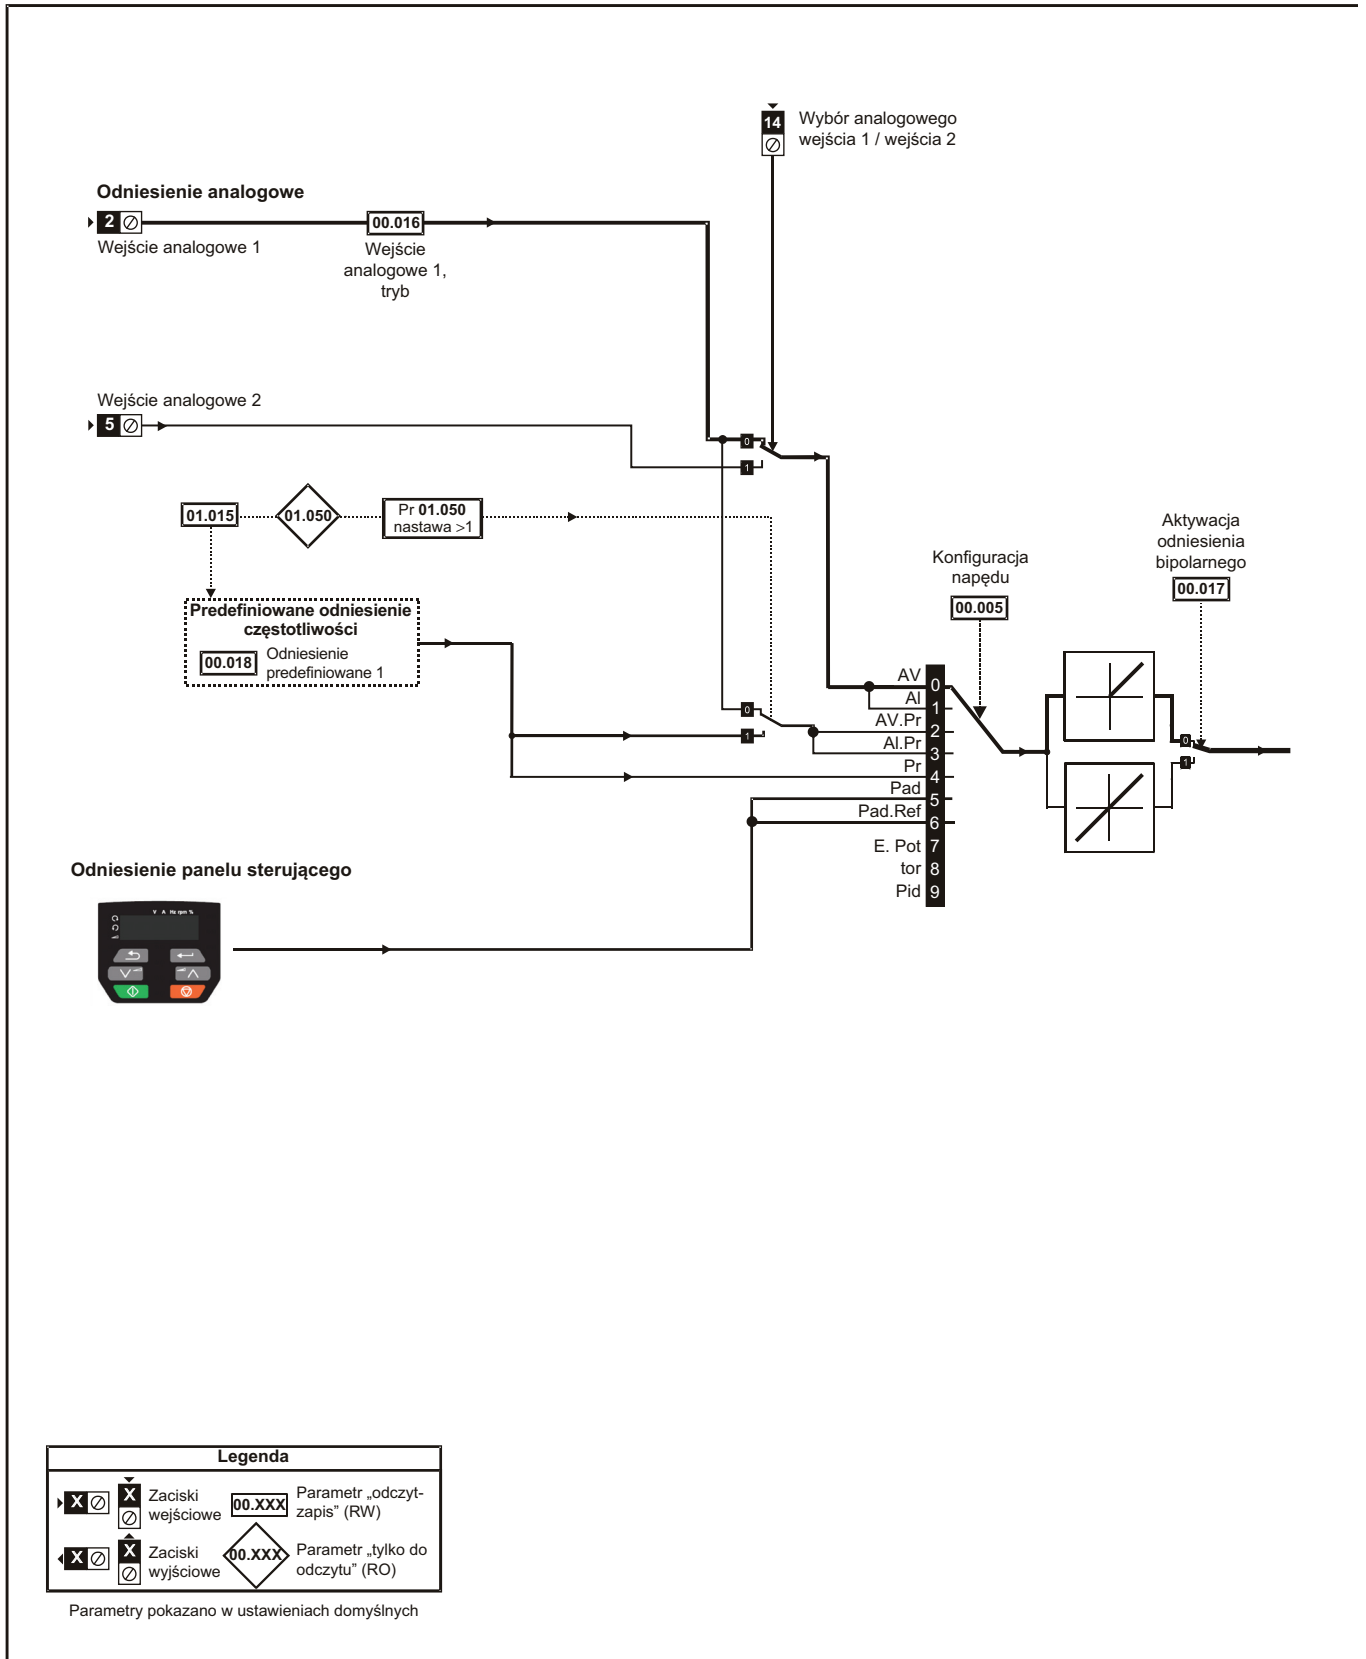 14
Wybór analogowego
wejścia 1 / wejścia 2
Odniesienie analogowe
2
00.016
Wejście analogowe 1
Wejście
analogowe 1,
tryb
Wejście analogowe 2
5
0
1
01.015
01.050
Pr 01.050
nastawa >1
Predefiniowane odniesienie
częstotliwości
00.018
Odniesienie
predefiniowane 1
Konfiguracja
napędu
00.005
Aktywacja
odniesienia
bipolarnego
00.017
0
1
0
1
AV 0
AI 1
AV.Pr 2
AI.Pr 3
Pr 4
Pad 5
Pad.Ref 6
E. Pot 7
tor 8
Pid 9
Odniesienie panelu sterującego
V A Hz rpm %
Legenda
X
X
Zaciski
wejściowe
00.XXX
Parametr „odczyt-
zapis” (RW)
X
X
Zaciski
wyjściowe
00.XXX
Parametr „tylko do
odczytu” (RO)
Parametry pokazano w ustawieniach domyślnych